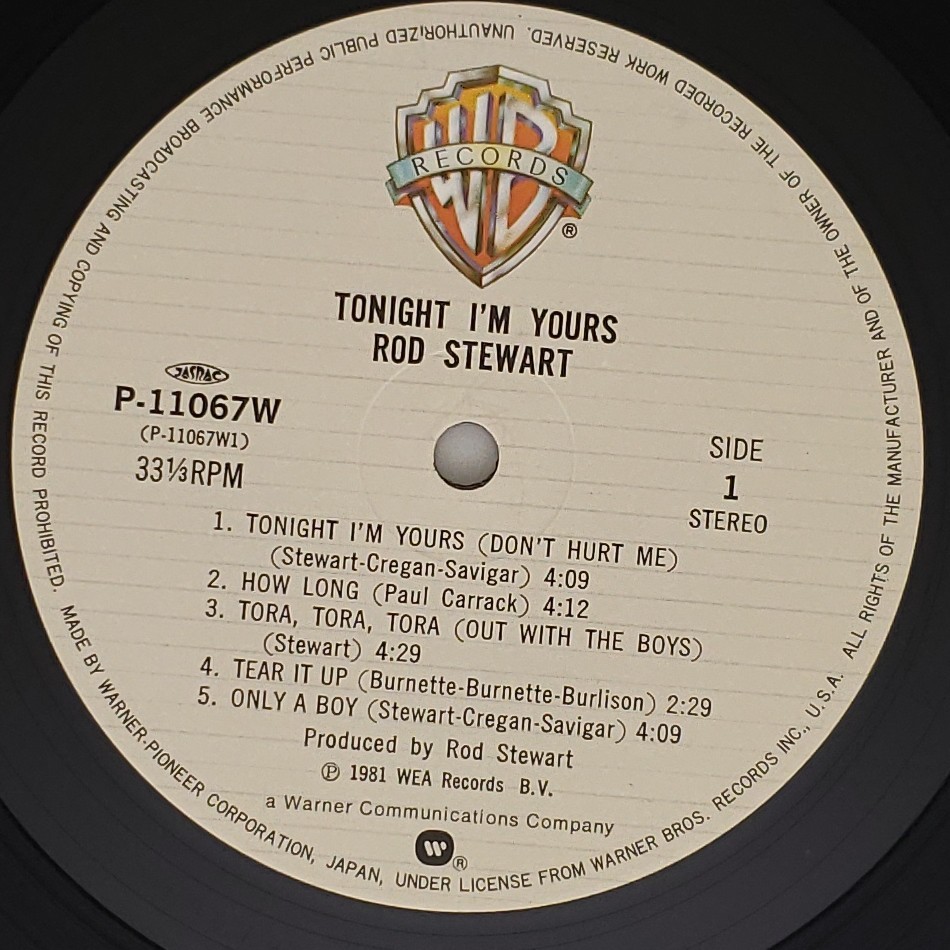 WB
RECORDS
®
TONIGHT I'M YOURS
ROD STEWART
JASRAC
P-11067W
(P-11067W1)
33⅓RPM
SIDE
1
STEREO
1. TONIGHT I'M YOURS (DON'T HURT ME)
(Stewart-Cregan-Savigar) 4:09
2. HOW LONG (Paul Carrack) 4:12
3. TORA, TORA, TORA (OUT WITH THE BOYS)
(Stewart) 4:29
4. TEAR IT UP (Burnette-Burnette-Burlison) 2:29
5. ONLY A BOY (Stewart-Cregan-Savigar) 4:09
Produced by Rod Stewart
℗ 1981 WEA Records B.V.
a Warner Communications Company
W ®
MADE BY WARNER-PIONEER CORPORATION, JAPAN, UNDER LICENSE FROM WARNER BROS. RECORDS INC., U.S.A. ALL RIGHTS OF THE MANUFACTURER AND OF THE OWNER OF THE RECORDED WORK RESERVED. UNAUTHORIZED PUBLIC PERFORMANCE BROADCASTING AND COPYING OF THIS RECORD PROHIBITED.